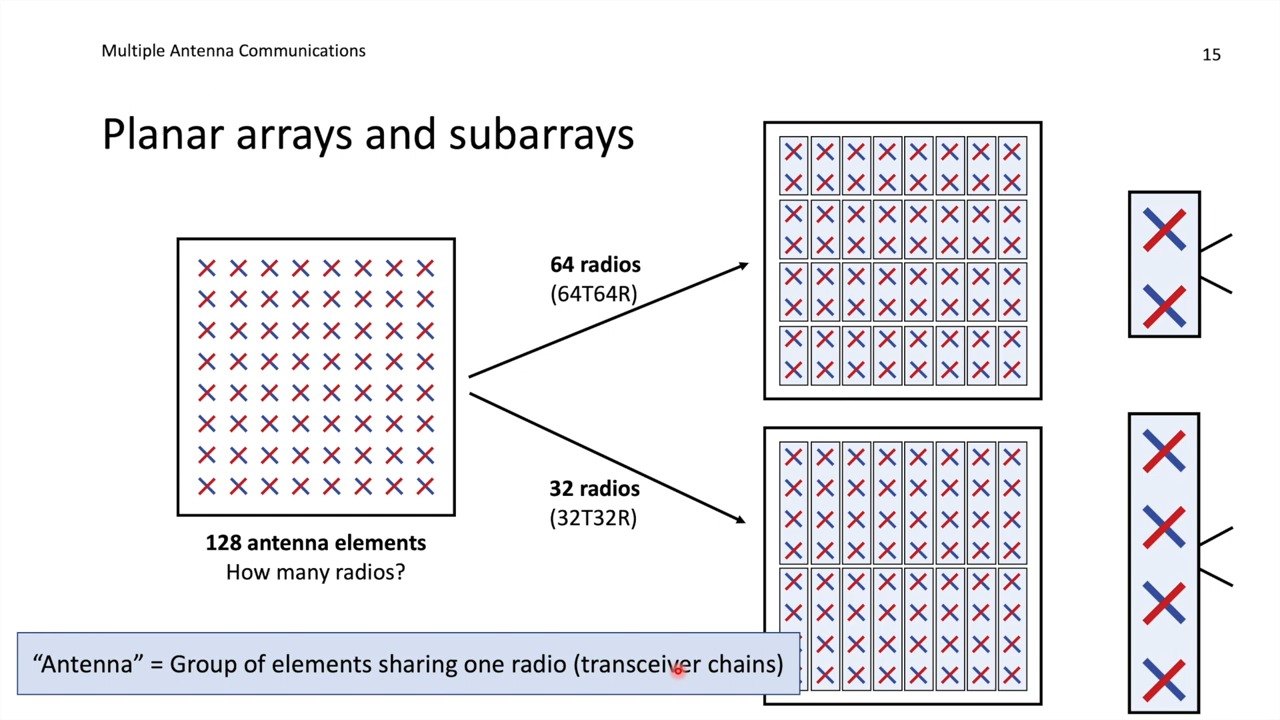 Multiple Antenna Communications
15
Planar arrays and subarrays
64 radios
(64T64R)
32 radios
(32T32R)
128 antenna elements
How many radios?
“Antenna” = Group of elements sharing one radio (transceiver chains)